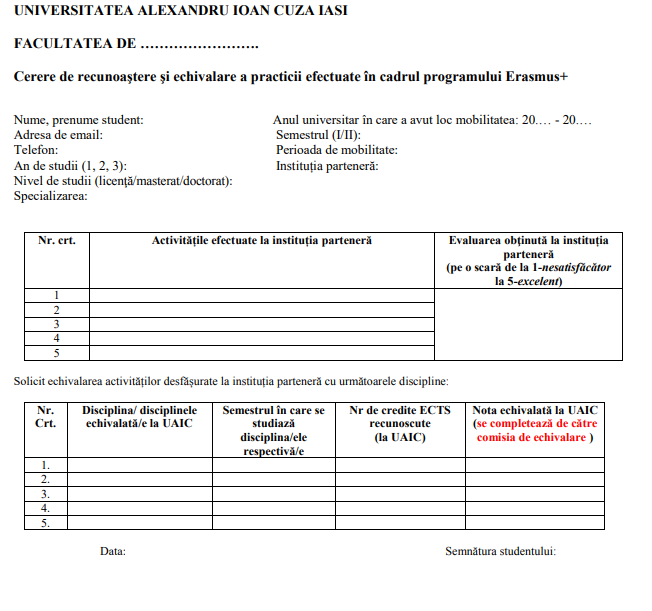 UNIVERSITATEA ALEXANDRU IOAN CUZA IASI
FACULTATEA DE …………………….
Cerere de recunoaştere şi echivalare a practicii efectuate în cadrul programului Erasmus+
Nume, prenume student:
Anul universitar în care a avut loc mobilitatea: 20.… - 20.…
Adresa de email:
Semestrul (I/II):
Telefon:
Perioada de mobilitate:
An de studii (1, 2, 3):
Instituţia parteneră:
Nivel de studii (licenţă/masterat/doctorat):
Specializarea:
Nr. crt.
Activităţile efectuate la instituţia parteneră
Evaluarea obţinută la instituţia
parteneră
(pe o scară de la 1-nesatisfăcător
la 5-excelent)
1
2
3
4
5
Solicit echivalarea activităţilor desfăşurate la instituţia parteneră cu următoarele discipline:
Nr.
Crt.
Disciplina/ disciplinele
echivalată/e la UAIC
Semestrul în care se
studiază
disciplina/ele
respectivă/e
Nr de credite ECTS
recunoscute
(la UAIC)
Nota echivalată la UAIC
(se completează de către
comisia de echivalare )
1.
2.
3.
4.
5.
Data:
Semnătura studentului: